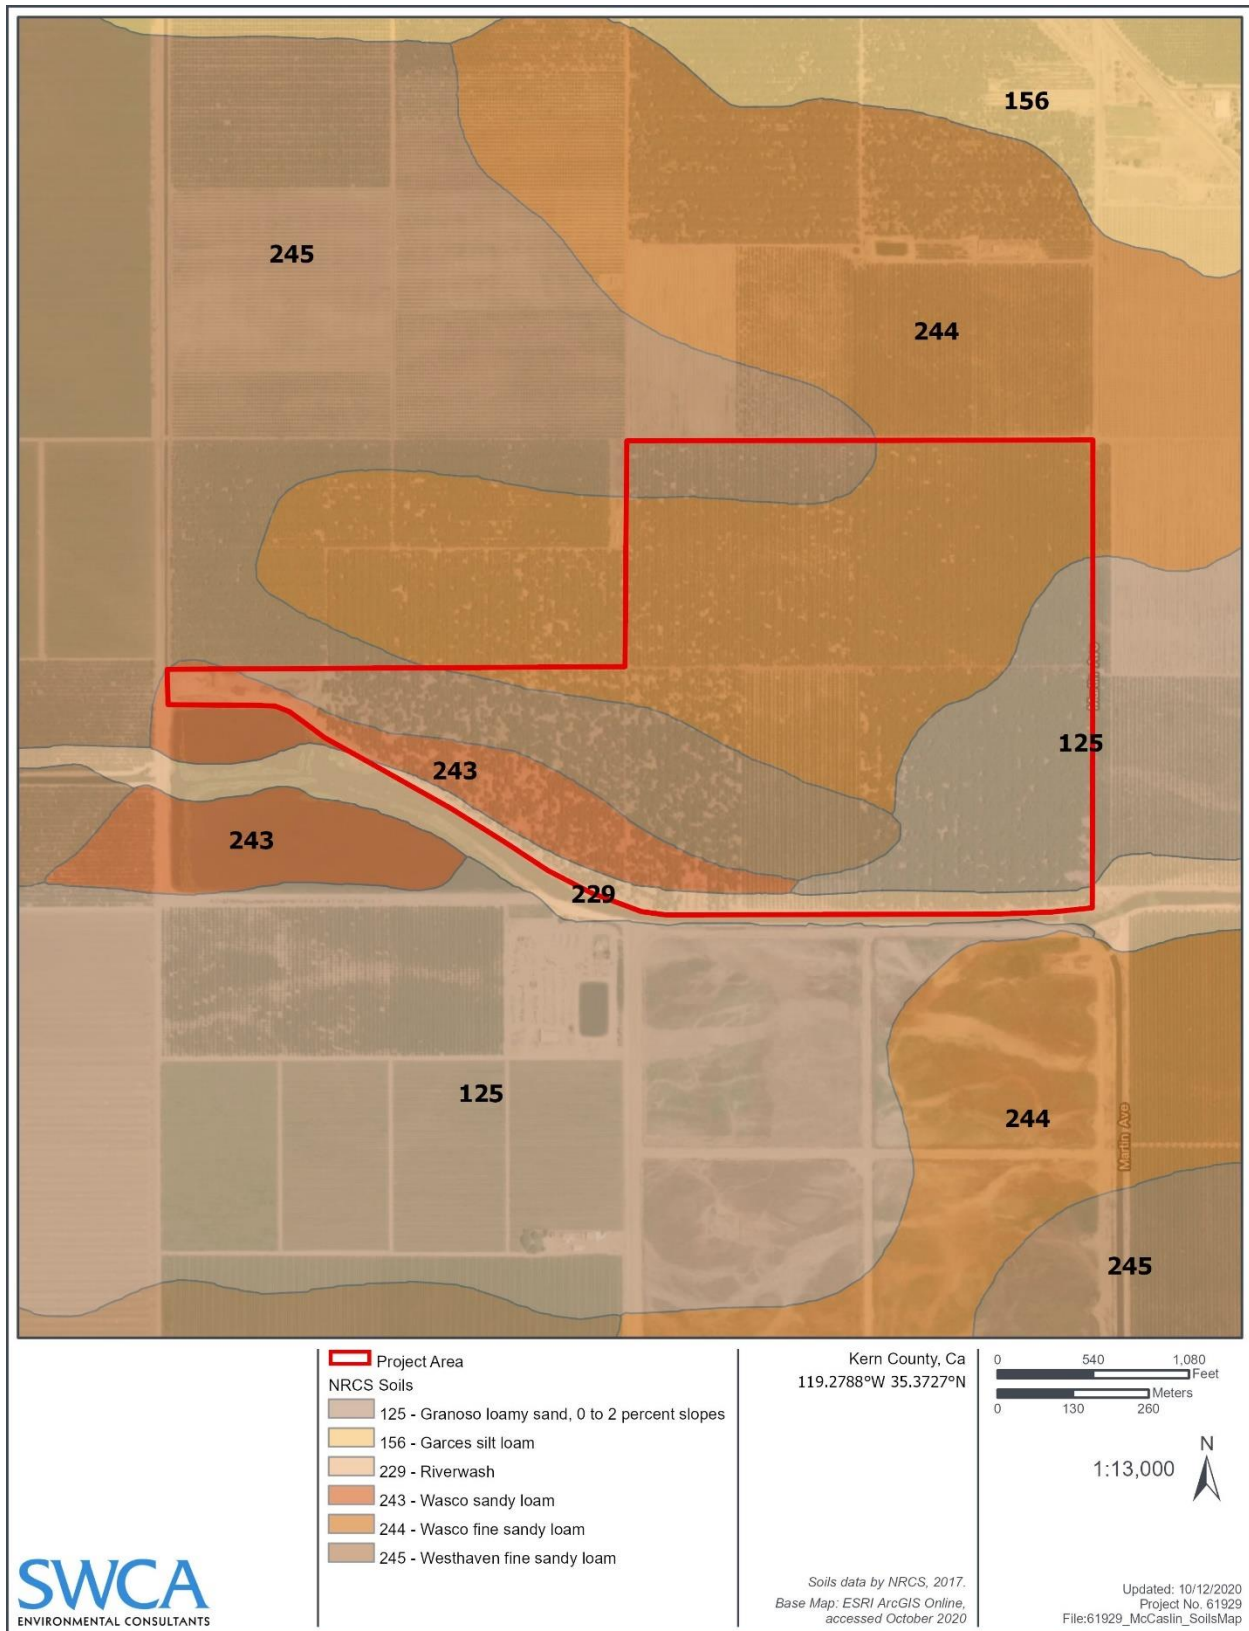 156
245
244
Martin Ave
125
243
243
229
125
244
Martin Ave
245
Project Area
NRCS Soils
125 - Granoso loamy sand, 0 to 2 percent slopes
156 - Garces silt loam
229 - Riverwash
243 - Wasco sandy loam
244 - Wasco fine sandy loam
245 - Westhaven fine sandy loam
Kern County, Ca
119.2788°W 35.3727°N
0 540 1,080
Feet
Meters
0 130 260
N
1:13,000
SWCA
ENVIRONMENTAL CONSULTANTS
Soils data by NRCS, 2017.
Base Map: ESRI ArcGIS Online,
accessed October 2020
Updated: 10/12/2020
Project No. 61929
File:61929_McCaslin_SoilsMap